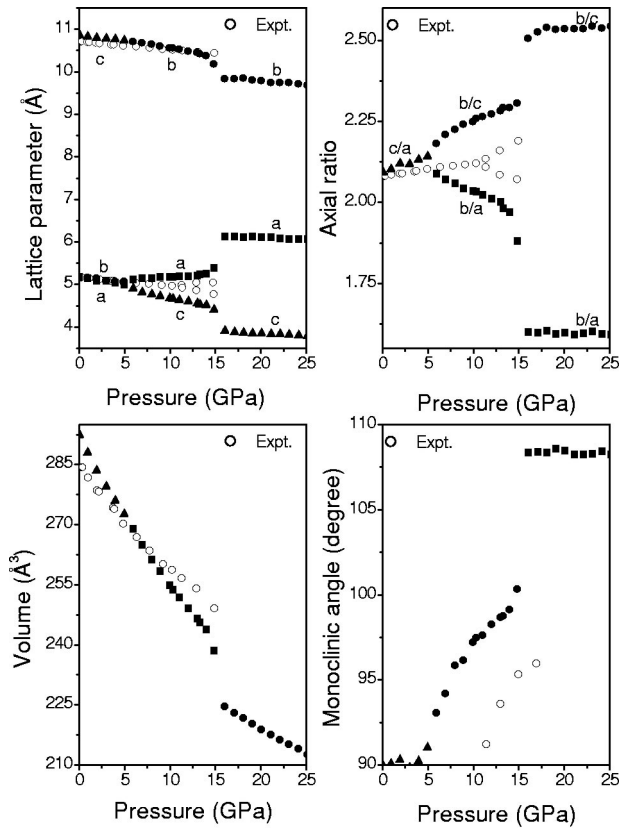 Expt.
11
10
9
8
7
6
5
4
c
b
b
a
b
a
a
c
c
Lattice parameter (Å)
0 5 10 15 20 25
Pressure (GPa)
Expt.
2.50
2.25
2.00
1.75
b/c
b/c
c/a
b/a
b/a
Axial ratio
0 5 10 15 20 25
Pressure (GPa)
Expt.
285
270
255
240
225
210
Volume (Å³)
0 5 10 15 20 25
Pressure (GPa)
Expt.
110
105
100
95
90
Monoclinic angle (degree)
0 5 10 15 20 25
Pressure (GPa)